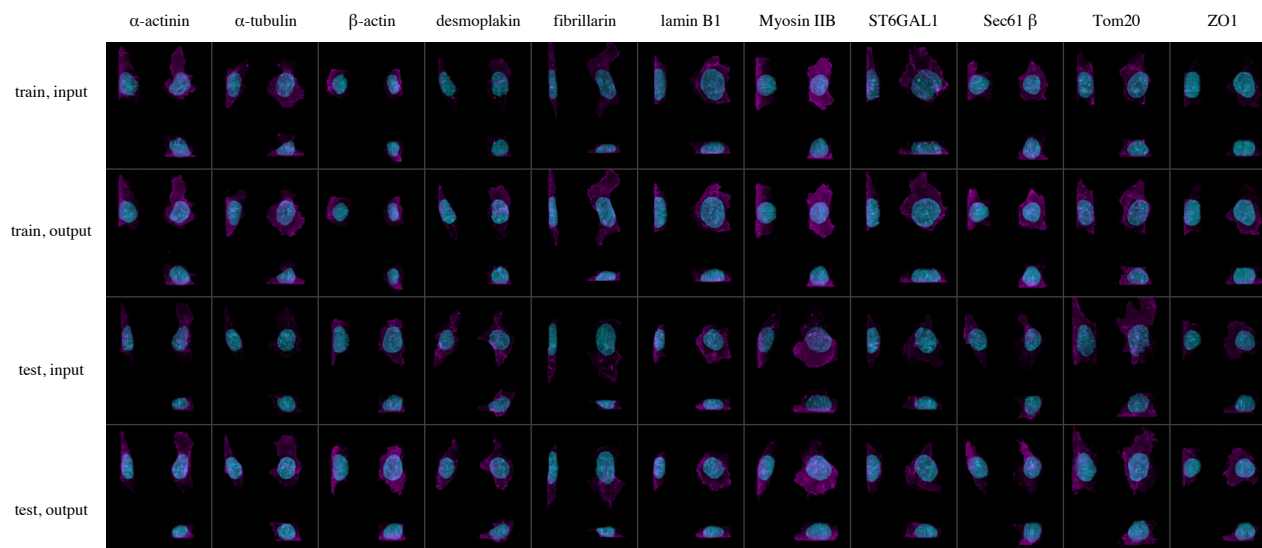 α-actinin α-tubulin β-actin desmoplakin fibrillarin lamin B1 Myosin IIB ST6GAL1 Sec61 β Tom20 ZO1
train, input
train, output
test, input
test, output